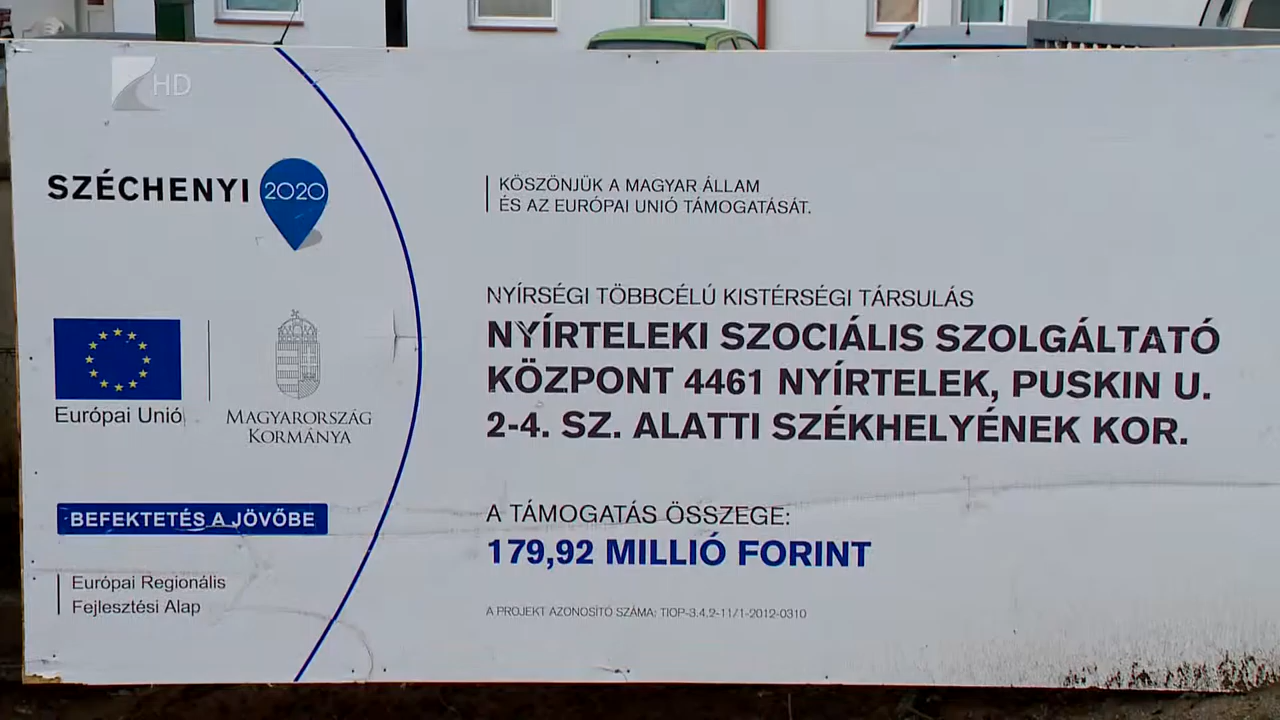 HD
SZÉCHENYI 2020
KÖSZÖNJÜK A MAGYAR ÁLLAM
ÉS AZ EURÓPAI UNIÓ TÁMOGATÁSÁT.
NYÍRSÉGI TÖBBCÉLÚ KISTÉRSÉGI TÁRSULÁS
NYÍRTELEKI SZOCIÁLIS SZOLGÁLTATÓ
KÖZPONT 4461 NYÍRTELEK, PUSKIN U.
2-4. SZ. ALATTI SZÉKHELYÉNEK KOR.
Európai Unió
MAGYARORSZÁG
KORMÁNYA
BEFEKTETÉS A JÖVŐBE
Európai Regionális
Fejlesztési Alap
A TÁMOGATÁS ÖSSZEGE:
179,92 MILLIÓ FORINT
A PROJEKT AZONOSÍTÓ SZÁMA: TIOP-3.4.2-11/1-2012-0310